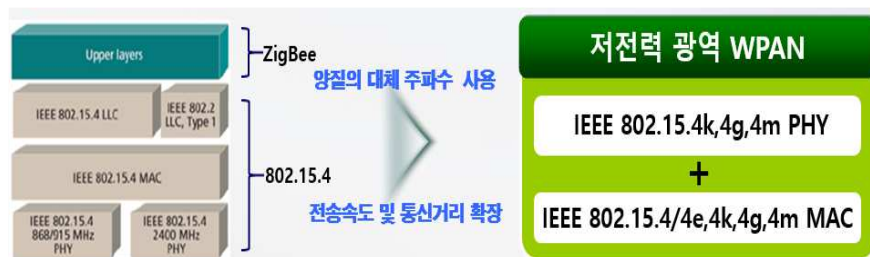 Upper layers
ZigBee
IEEE 802.15.4 LLC
IEEE 802.2
LLC, Type 1
IEEE 802.15.4 MAC
802.15.4
IEEE 802.15.4
868/915 MHz
PHY
IEEE 802.15.4
2400 MHz
PHY
양질의 대체 주파수 사용
전송속도 및 통신거리 확장
저전력 광역 WPAN
IEEE 802.15.4k,4g,4m PHY
+
IEEE 802.15.4/4e,4k,4g,4m MAC